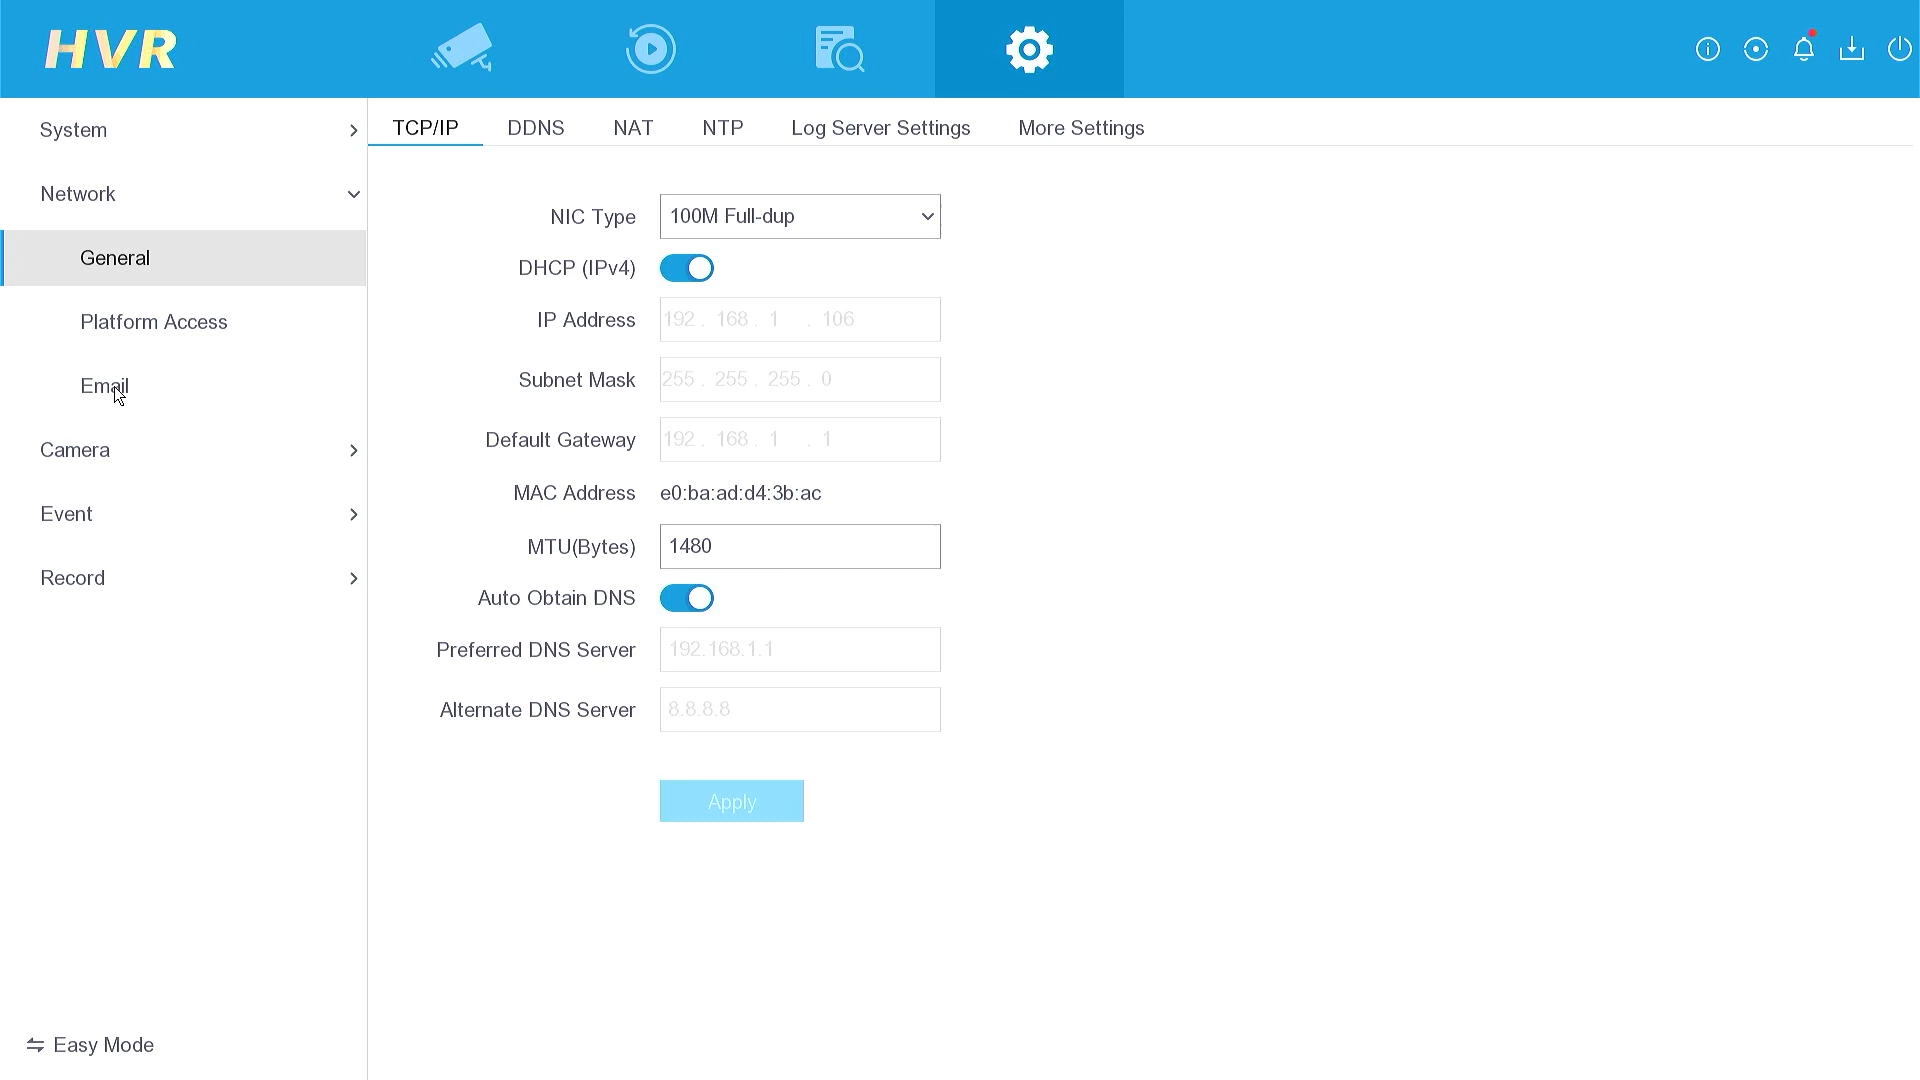 HVR
System
Network
General
Platform Access
Email
Camera
Event
Record
Easy Mode
TCP/IP DDNS NAT NTP Log Server Settings More Settings
NIC Type 100M Full-dup
DHCP (IPv4)
IP Address 192 . 168 . 1 . 106
Subnet Mask 255 . 255 . 255 . 0
Default Gateway 192 . 168 . 1 . 1
MAC Address e0:ba:ad:d4:3b:ac
MTU(Bytes) 1480
Auto Obtain DNS
Preferred DNS Server 192.168.1.1
Alternate DNS Server 8.8.8.8
Apply